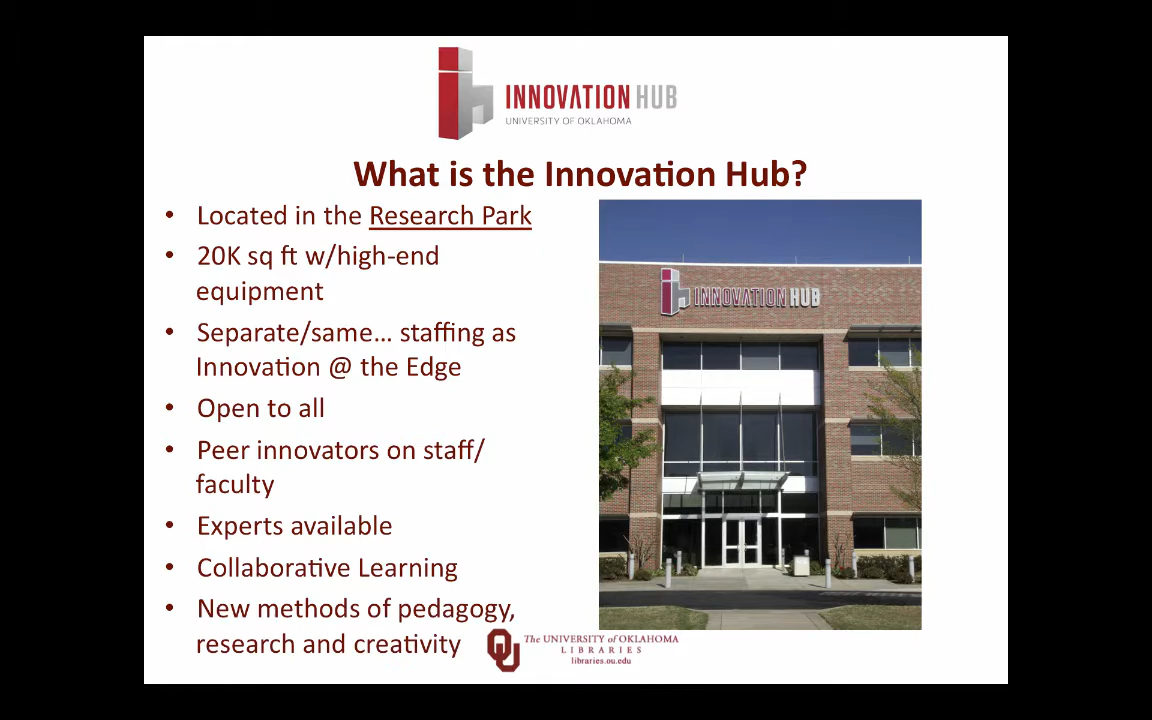 INNOVATION HUB
UNIVERSITY OF OKLAHOMA
What is the Innovation Hub?
• Located in the Research Park
• 20K sq ft w/high-end
equipment
• Separate/same... staffing as
Innovation @ the Edge
• Open to all
• Peer innovators on staff/
faculty
• Experts available
• Collaborative Learning
• New methods of pedagogy,
research and creativity
INNOVATION HUB
OU
The UNIVERSITY of OKLAHOMA
LIBRARIES
libraries.ou.edu